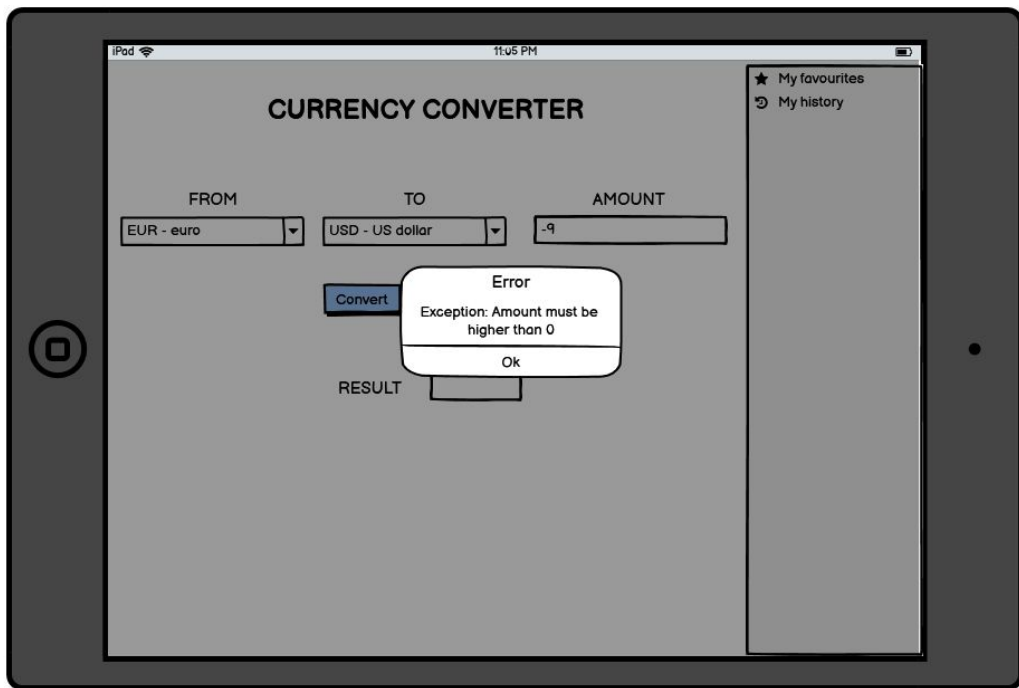 iPad 11:05 PM
My favourites
My history
CURRENCY CONVERTER
FROM TO AMOUNT
EUR - euro USD - US dollar -9
Convert
Error
Exception: Amount must be
higher than 0
Ok
RESULT